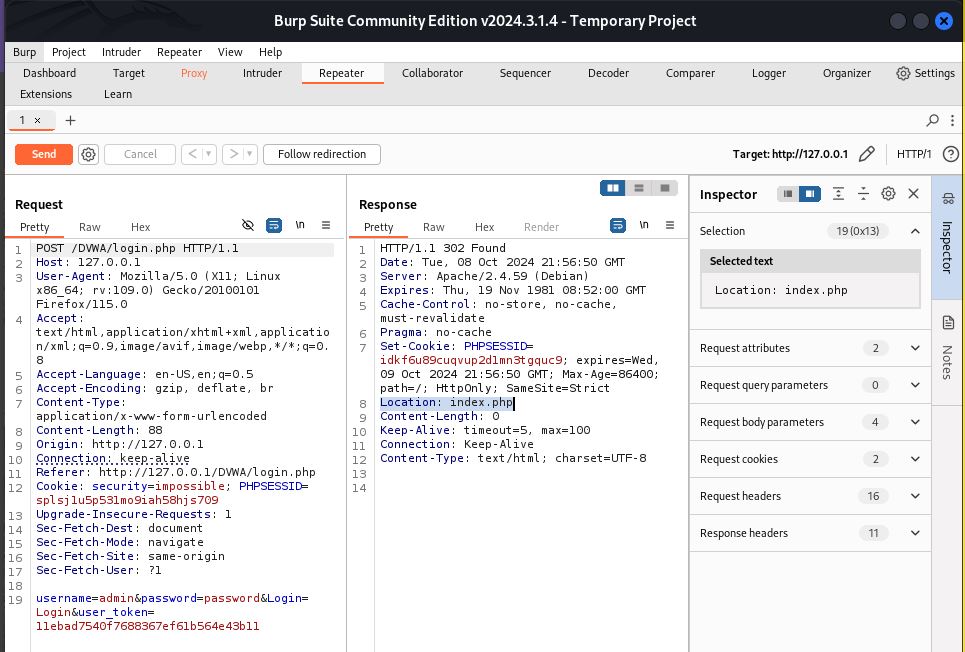 Burp Suite Community Edition v2024.3.1.4 - Temporary Project
Burp Project Intruder Repeater View Help
Dashboard Target Proxy Intruder Repeater Collaborator Sequencer Decoder Comparer Logger Organizer Settings
Extensions Learn
1 × +
Send Cancel < > Follow redirection Target: http://127.0.0.1 HTTP/1
Request
Pretty Raw Hex \n
1 POST /DVWA/login.php HTTP/1.1
2 Host: 127.0.0.1
3 User-Agent: Mozilla/5.0 (X11; Linux
x86_64; rv:109.0) Gecko/20100101
Firefox/115.0
4 Accept:
text/html,application/xhtml+xml,applicatio
n/xml;q=0.9,image/avif,image/webp,*/*;q=0.
8
5 Accept-Language: en-US,en;q=0.5
6 Accept-Encoding: gzip, deflate, br
7 Content-Type:
application/x-www-form-urlencoded
8 Content-Length: 88
9 Origin: http://127.0.0.1
10 Connection: keep-alive
11 Referer: http://127.0.0.1/DVWA/login.php
12 Cookie: security=impossible; PHPSESSID=
splsj1u5p531mo9iah58hjs709
13 Upgrade-Insecure-Requests: 1
14 Sec-Fetch-Dest: document
15 Sec-Fetch-Mode: navigate
16 Sec-Fetch-Site: same-origin
17 Sec-Fetch-User: ?1
18
19 username=admin&password=password&Login=
Login&user_token=
11ebad7540f7688367ef61b564e43b11
Response
Pretty Raw Hex Render \n
1 HTTP/1.1 302 Found
2 Date: Tue, 08 Oct 2024 21:56:50 GMT
3 Server: Apache/2.4.59 (Debian)
4 Expires: Thu, 19 Nov 1981 08:52:00 GMT
5 Cache-Control: no-store, no-cache,
must-revalidate
6 Pragma: no-cache
7 Set-Cookie: PHPSESSID=
idkf6u89cuqvup2d1mn3tgquc9; expires=Wed,
09 Oct 2024 21:56:50 GMT; Max-Age=86400;
path=/; HttpOnly; SameSite=Strict
8 Location: index.php
9 Content-Length: 0
10 Keep-Alive: timeout=5, max=100
11 Connection: Keep-Alive
12 Content-Type: text/html; charset=UTF-8
13
14
Inspector
Selection 19 (0x13)
Selected text
Location: index.php
Request attributes 2
Request query parameters 0
Request body parameters 4
Request cookies 2
Request headers 16
Response headers 11
Inspector
Notes